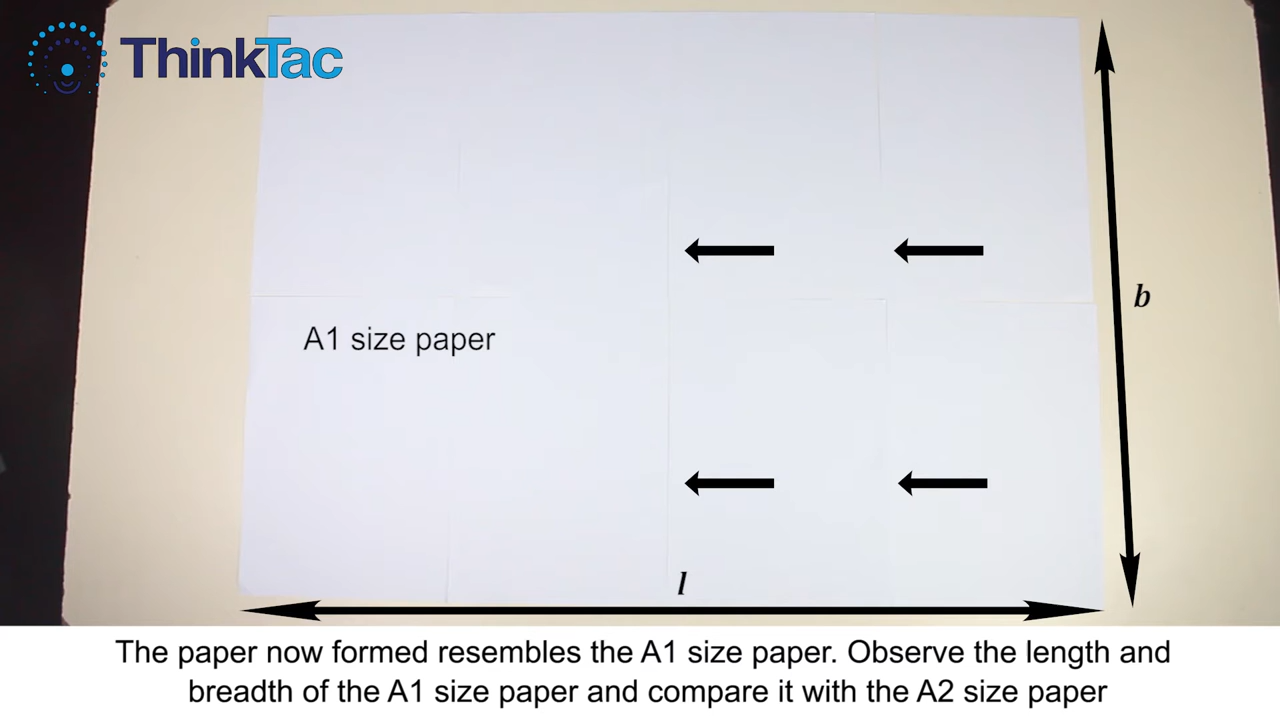 ThinkTac
A1 size paper
b
l
The paper now formed resembles the A1 size paper. Observe the length and
breadth of the A1 size paper and compare it with the A2 size paper